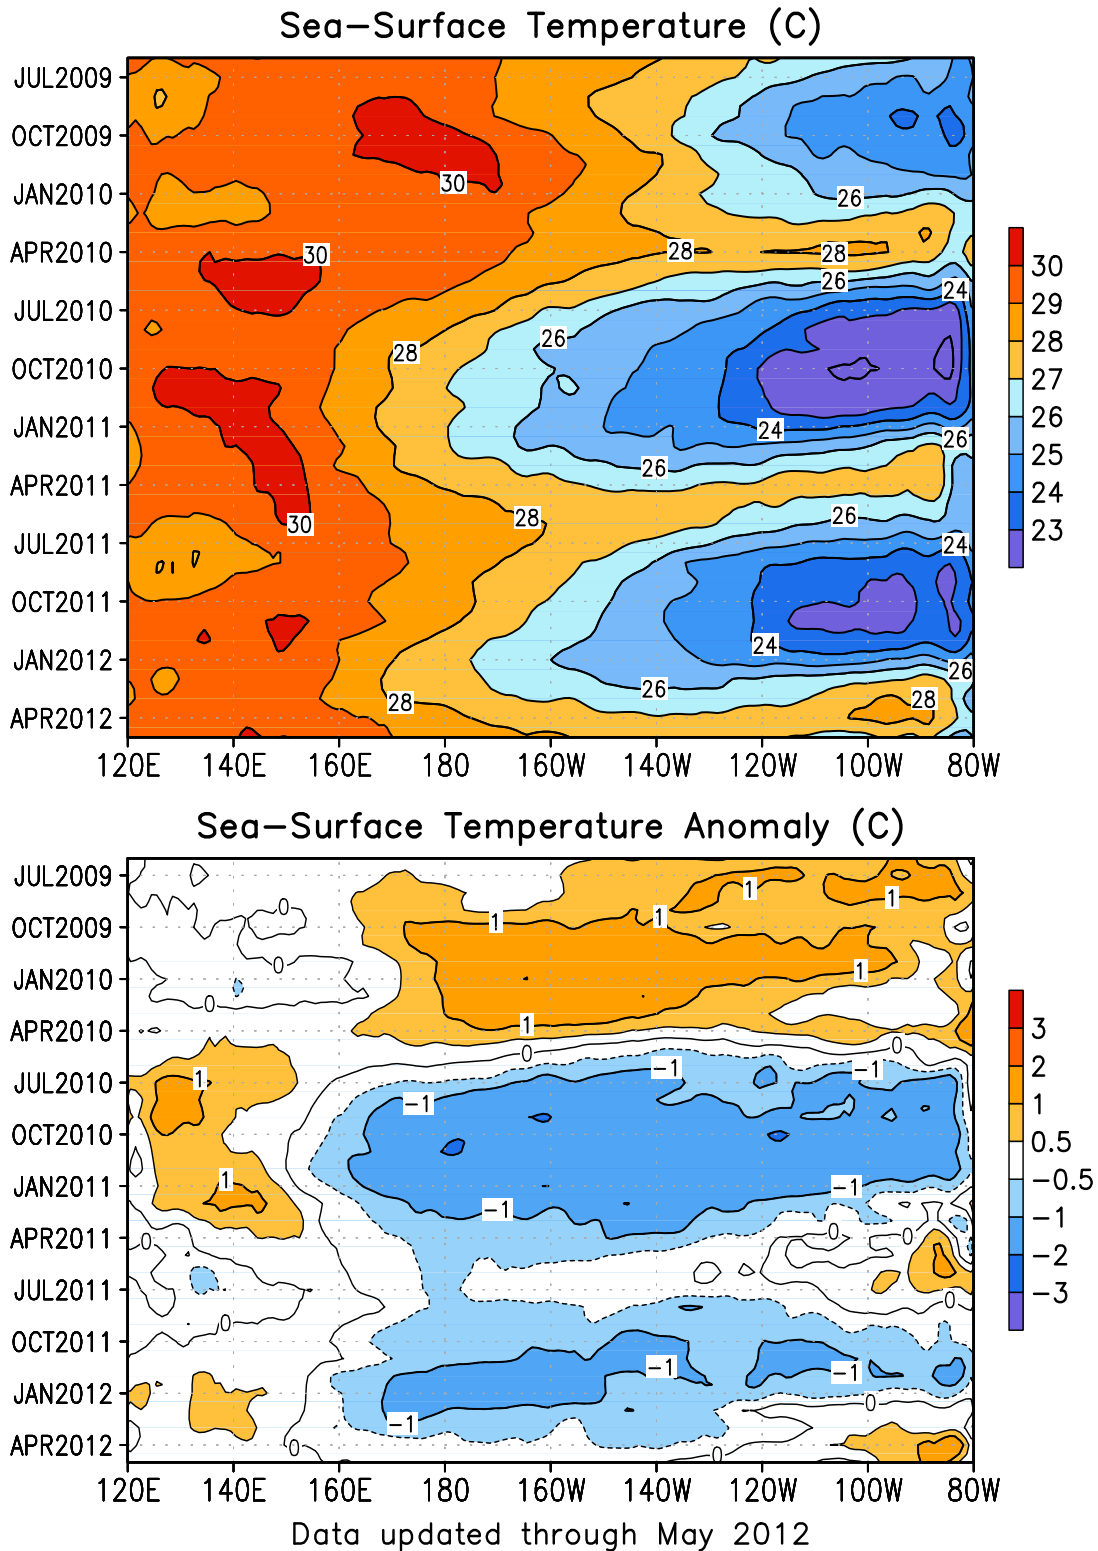 Sea-Surface Temperature (C)
JUL2009
OCT2009
JAN2010
APR2010
JUL2010
OCT2010
JAN2011
APR2011
JUL2011
OCT2011
JAN2012
APR2012
30
26
30
28
28
26
24
26
28
24
26
26
30
28
26
24
24
26
26
28
28
120E 140E 160E 180 160W 140W 120W 100W 80W
30
29
28
27
26
25
24
23
Sea-Surface Temperature Anomaly (C)
JUL2009
OCT2009
JAN2010
APR2010
JUL2010
OCT2010
JAN2011
APR2011
JUL2011
OCT2011
JAN2012
APR2012
1
1
0
1
1
0
1
0
1
0
0
-1
-1
1
-1
1
-1
-1
0
0
0
0
0
-1
-1
0
-1
0
0
120E 140E 160E 180 160W 140W 120W 100W 80W
3
2
1
0.5
-0.5
-1
-2
-3
Data updated through May 2012